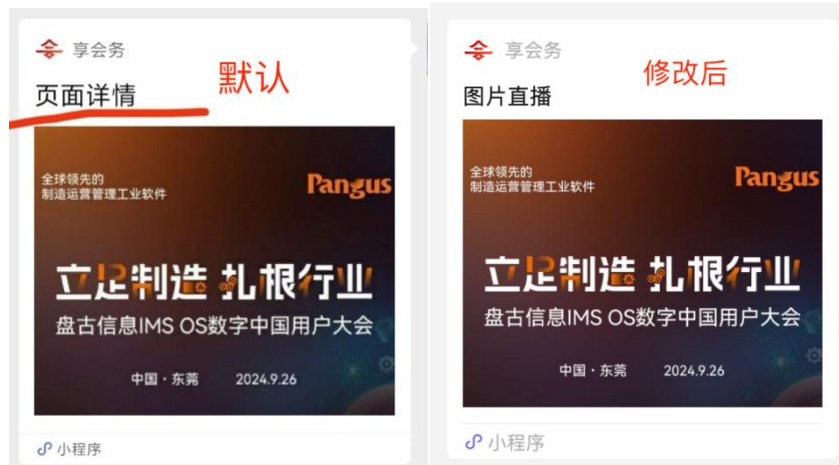 享会务
默认
页面详情
全球领先的
制造运营管理工业软件
Pangus
立足制造 扎根行业
盘古信息IMS OS数字中国用户大会
中国·东莞 2024.9.26
小程序
享会务
修改后
图片直播
全球领先的
制造运营管理工业软件
Pangus
立足制造 扎根行业
盘古信息IMS OS数字中国用户大会
中国·东莞 2024.9.26
小程序